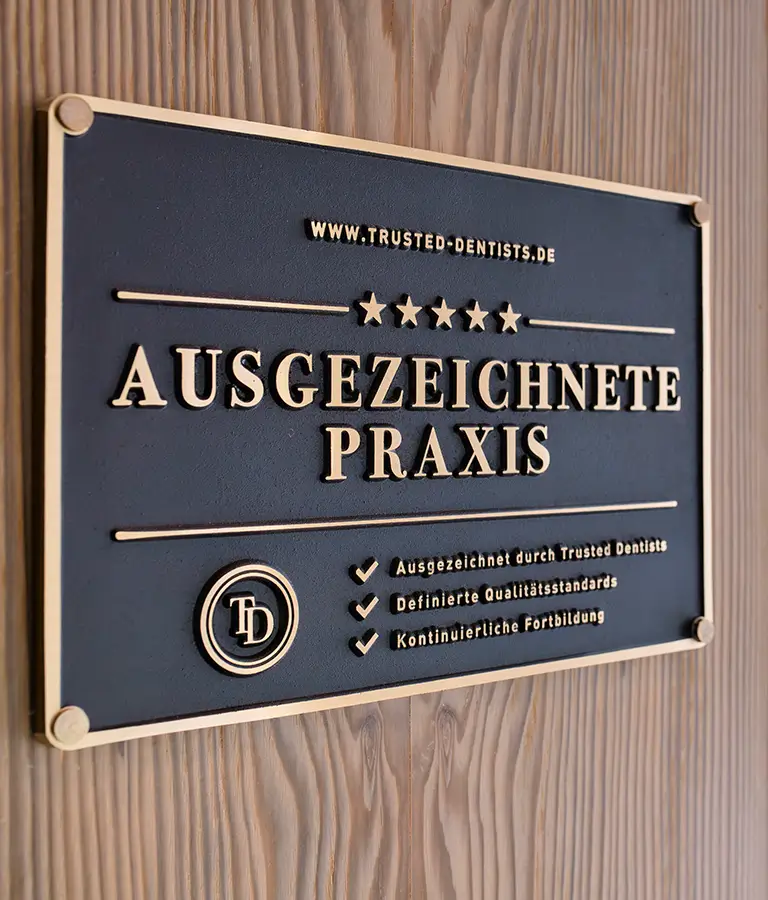 WWW.TRUSTED-DENTISTS.DE
AUSGEZEICHNETE
PRAXIS
TD
Ausgezeichnet durch Trusted Dentists
Definierte Qualitätsstandards
Kontinuierliche Fortbildung